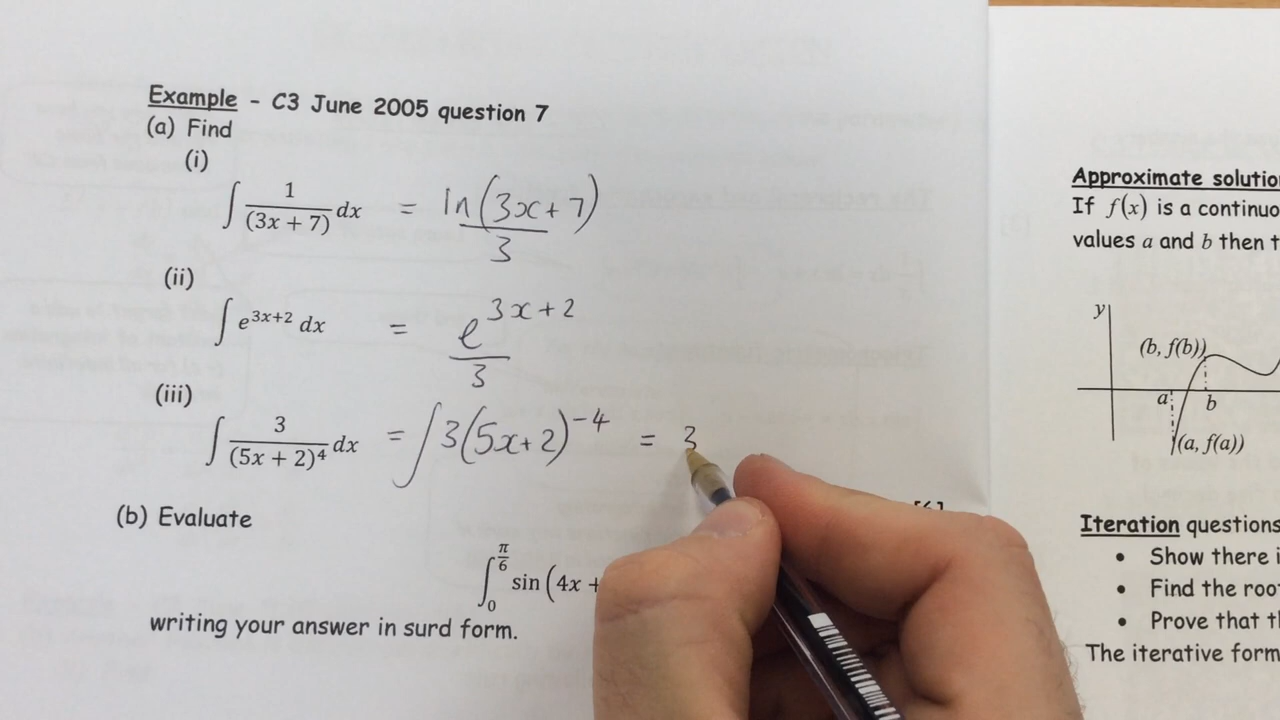 Example - C3 June 2005 question 7
(a) Find
(i)
∫ 1/(3x + 7) dx = ln(3x+7)/3
(ii)
∫ e^{3x+2} dx = e^{3x+2}/3
(iii)
∫ 3/(5x + 2)^4 dx = ∫ 3(5x+2)^{-4} = 3
(b) Evaluate
∫_0^{π/6} sin (4x +
writing your answer in surd form.
Approximate solutio
If f(x) is a continuo
values a and b then t
y
(b, f(b))
a b
(a, f(a))
Iteration questions
• Show there i
• Find the roo
• Prove that t
The iterative form